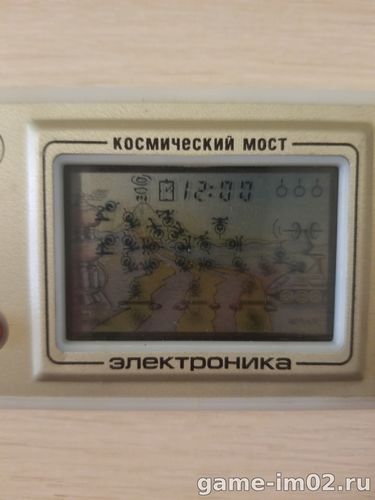 космический мост
12:00
электроника
game-im02.ru